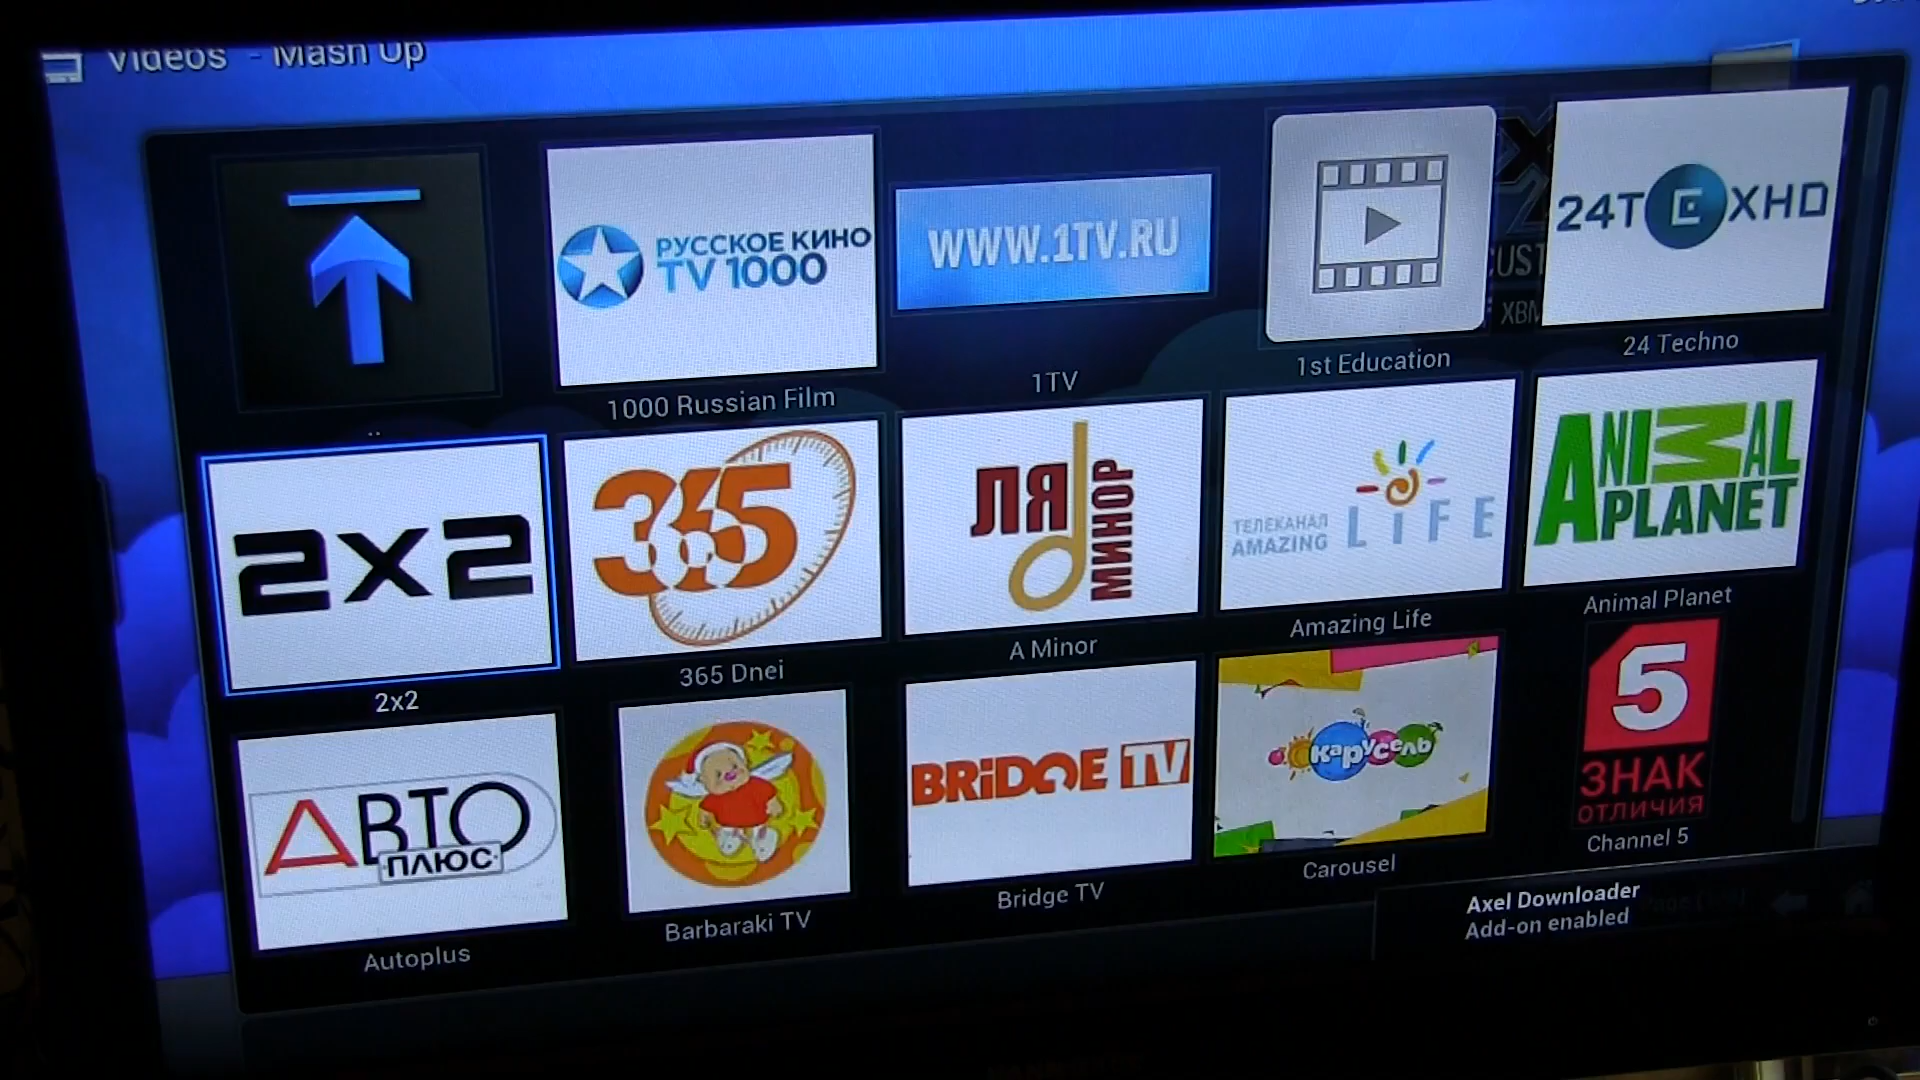 Videos - Mash Up
РУССКОЕ КИНО
TV 1000
1000 Russian Film
WWW.1TV.RU
1TV
1st Education
24Т ХНО
24 Techno
..
2x2
2x2
365
365 Dnei
ЛЯ
МИНОР
A Minor
ТЕЛЕКАНАЛ
AMAZING
LiFE
Amazing Life
ANIMAL
PLANET
Animal Planet
АВТО
ПЛЮС
Autoplus
Barbaraki TV
BRiDGE TV
Bridge TV
Карусель
Carousel
5
ЗНАК
ОТЛИЧИЯ
Channel 5
Axel Downloader
Add-on enabled